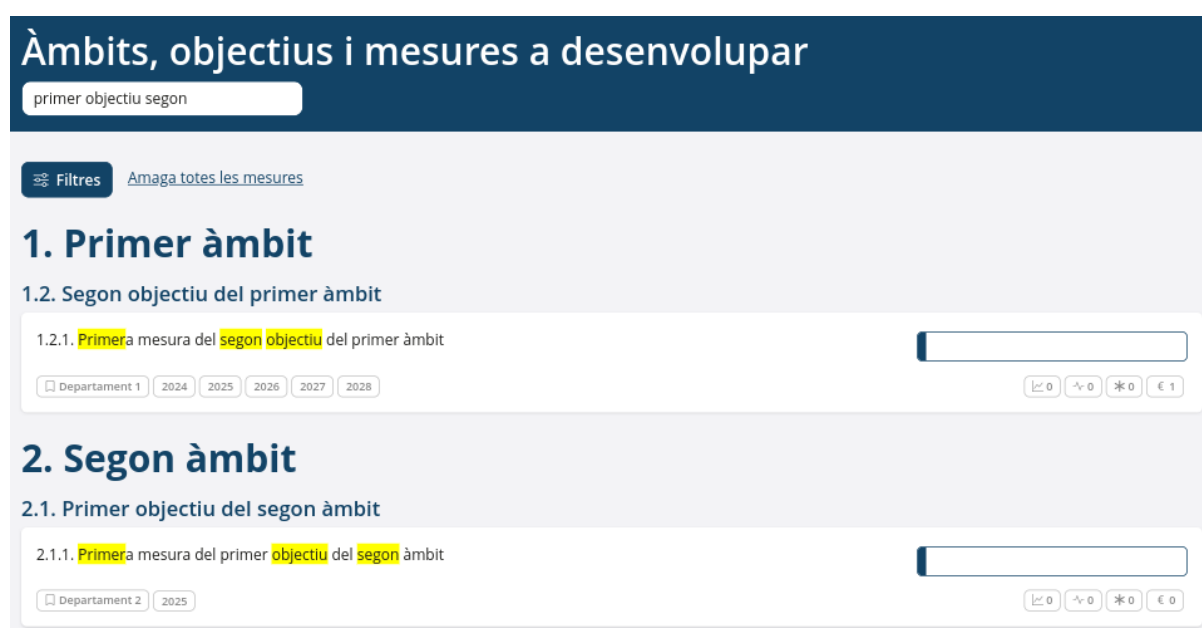 Àmbits, objectius i mesures a desenvolupar
primer objectiu segon
Filtres Amaga totes les mesures
1. Primer àmbit
1.2. Segon objectiu del primer àmbit
1.2.1. Primera mesura del segon objectiu del primer àmbit
Departament 1 2024 2025 2026 2027 2028 0 0 0 € 1
2. Segon àmbit
2.1. Primer objectiu del segon àmbit
2.1.1. Primera mesura del primer objectiu del segon àmbit
Departament 2 2025 0 0 0 € 0